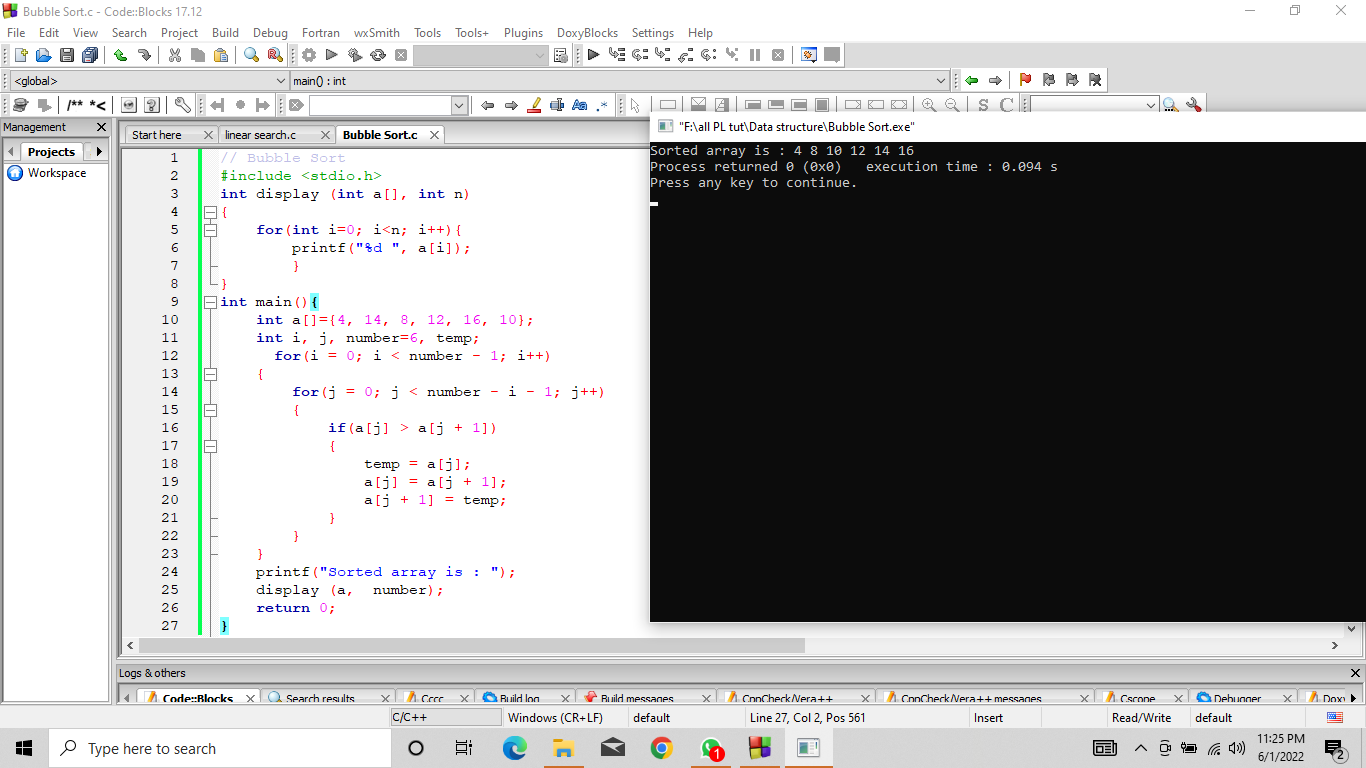 Bubble Sort.c - Code::Blocks 17.12
File Edit View Search Project Build Debug Fortran wxSmith Tools Tools+ Plugins DoxyBlocks Settings Help
<global> main() : int
/** *<
Aa .*
S C
Management
Projects
Workspace
Start here linear search.c Bubble Sort.c
1 // Bubble Sort
2 #include <stdio.h>
3 int display (int a[], int n)
4 {
5 for(int i=0; i<n; i++){
6 printf("%d ", a[i]);
7 }
8 }
9 int main(){
10 int a[]={4, 14, 8, 12, 16, 10};
11 int i, j, number=6, temp;
12 for(i = 0; i < number - 1; i++)
13 {
14 for(j = 0; j < number - i - 1; j++)
15 {
16 if(a[j] > a[j + 1])
17 {
18 temp = a[j];
19 a[j] = a[j + 1];
20 a[j + 1] = temp;
21 }
22 }
23 }
24 printf("Sorted array is : ");
25 display (a,  number);
26 return 0;
27 }
"F:\all PL tut\Data structure\Bubble Sort.exe"
Sorted array is : 4 8 10 12 14 16
Process returned 0 (0x0)   execution time : 0.094 s
Press any key to continue.
Logs & others
Code::Blocks Search results Cccc Build log Build messages CppCheck/Vera++ CppCheck/Vera++ messages Cscope Debugger Doxy
C/C++ Windows (CR+LF) default Line 27, Col 2, Pos 561 Insert Read/Write default
Type here to search
1
11:25 PM
6/1/2022
2